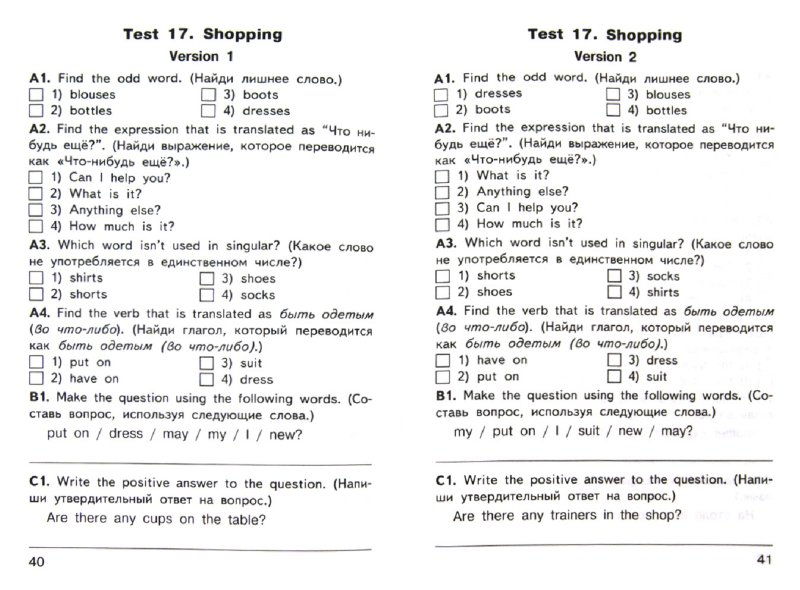 Test 17. Shopping
Version 1
A1. Find the odd word. (Найди лишнее слово.)
1) blouses 3) boots
2) bottles 4) dresses
A2. Find the expression that is translated as “Что ни-
будь ещё?”. (Найди выражение, которое переводится
как «Что-нибудь ещё?».)
1) Can I help you?
2) What is it?
3) Anything else?
4) How much is it?
A3. Which word isn’t used in singular? (Какое слово
не употребляется в единственном числе?)
1) shirts 3) shoes
2) shorts 4) socks
A4. Find the verb that is translated as быть одетым
(во что-либо). (Найди глагол, который переводится
как быть одетым (во что-либо).)
1) put on 3) suit
2) have on 4) dress
B1. Make the question using the following words. (Со-
ставь вопрос, используя следующие слова.)
put on / dress / may / my / I / new?
C1. Write the positive answer to the question. (Напи-
ши утвердительный ответ на вопрос.)
Are there any cups on the table?
40
Test 17. Shopping
Version 2
A1. Find the odd word. (Найди лишнее слово.)
1) dresses 3) blouses
2) boots 4) bottles
A2. Find the expression that is translated as “Что ни-
будь ещё?”. (Найди выражение, которое переводится
как «Что-нибудь ещё?».)
1) What is it?
2) Anything else?
3) Can I help you?
4) How much is it?
A3. Which word isn’t used in singular? (Какое слово
не употребляется в единственном числе?)
1) shorts 3) socks
2) shoes 4) shirts
A4. Find the verb that is translated as быть одетым
(во что-либо). (Найди глагол, который переводится
как быть одетым (во что-либо).)
1) have on 3) dress
2) put on 4) suit
B1. Make the question using the following words. (Со-
ставь вопрос, используя следующие слова.)
my / put on / I / suit / new / may?
C1. Write the positive answer to the question. (Напи-
ши утвердительный ответ на вопрос.)
Are there any trainers in the shop?
41